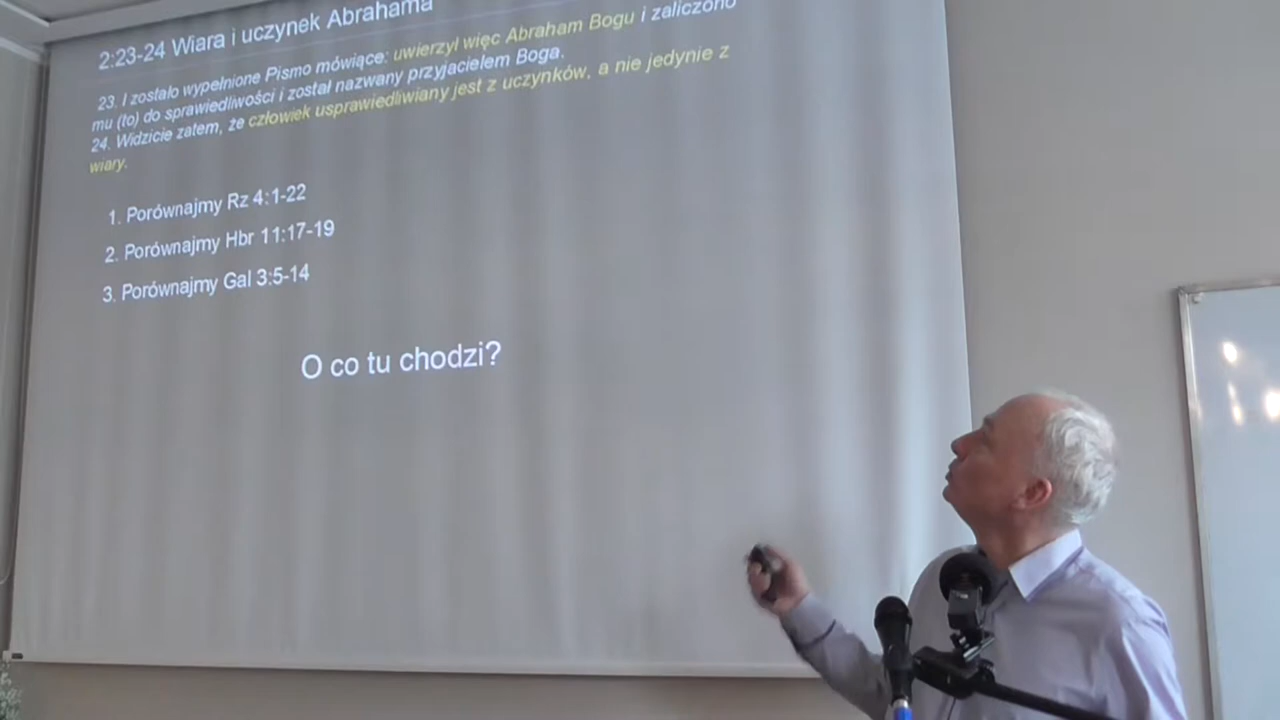 2:23-24 Wiara i uczynek Abrahama
23. I zostało wypełnione Pismo mówiące: uwierzył więc Abraham Bogu i zaliczono
mu (to) do sprawiedliwości i został nazwany przyjacielem Boga.
24. Widzicie zatem, że człowiek usprawiedliwiany jest z uczynków, a nie jedynie z
wiary.
1. Porównajmy Rz 4:1-22
2. Porównajmy Hbr 11:17-19
3. Porównajmy Gal 3:5-14
O co tu chodzi?